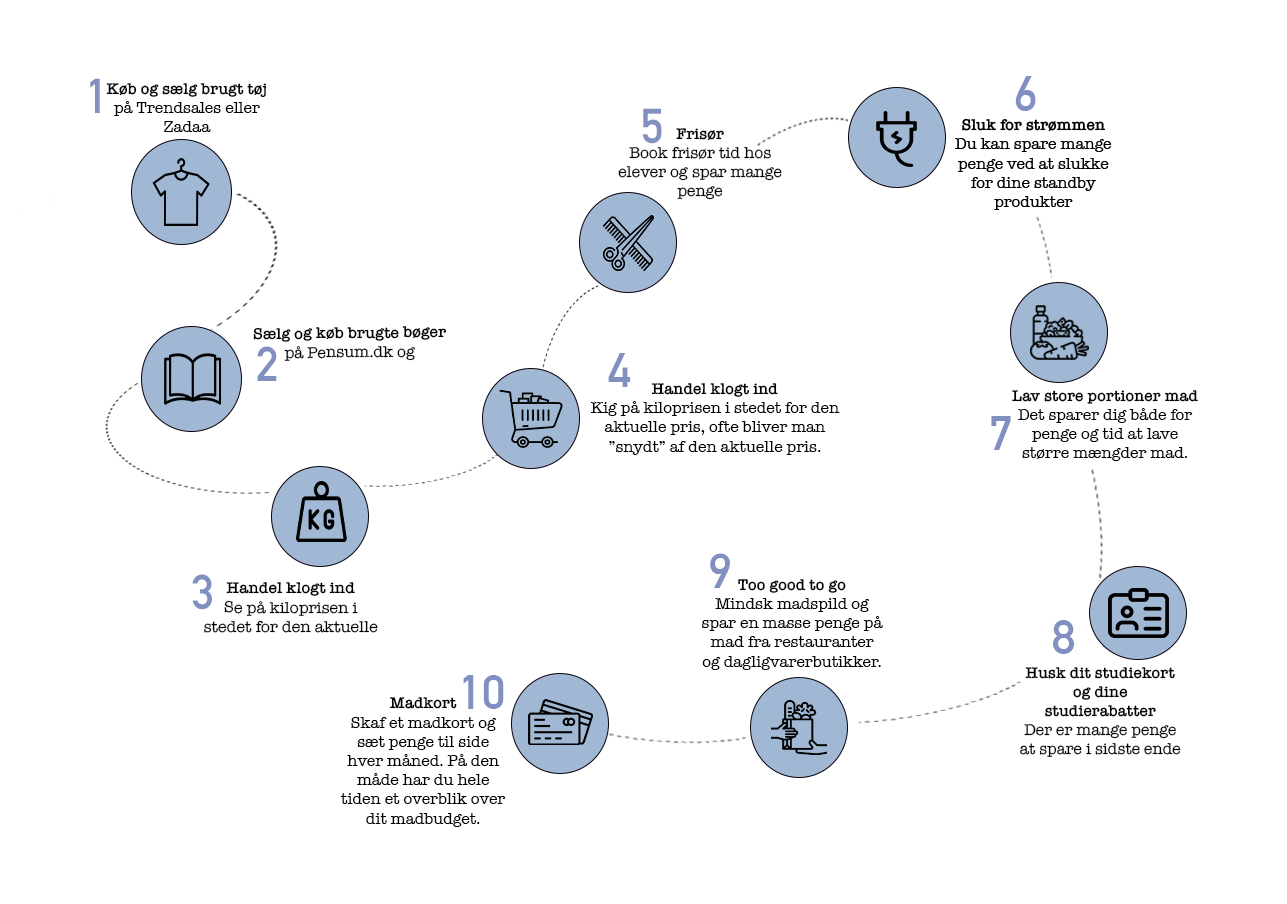 1
Køb og sælg brugt tøj
på Trendsales eller
Zadaa
2
Sælg og køb brugte bøger
på Pensum.dk og
KG
3
Handel klogt ind
Se på kiloprisen i
stedet for den aktuelle
4
Handel klogt ind
Kig på kiloprisen i stedet for den
aktuelle pris, ofte bliver man
”snydt” af den aktuelle pris.
5
Frisør
Book frisør tid hos
elever og spar mange
penge
6
Sluk for strømmen
Du kan spare mange
penge ved at slukke
for dine standby
produkter
7
Lav store portioner mad
Det sparer dig både for
penge og tid at lave
større mængder mad.
8
Husk dit studiekort
og dine
studierabatter
Der er mange penge
at spare i sidste ende
9
Too good to go
Mindsk madspild og
spar en masse penge på
mad fra restauranter
og dagligvarerbutikker.
10
Madkort
Skaf et madkort og
sæt penge til side
hver måned. På den
måde har du hele
tiden et overblik over
dit madbudget.